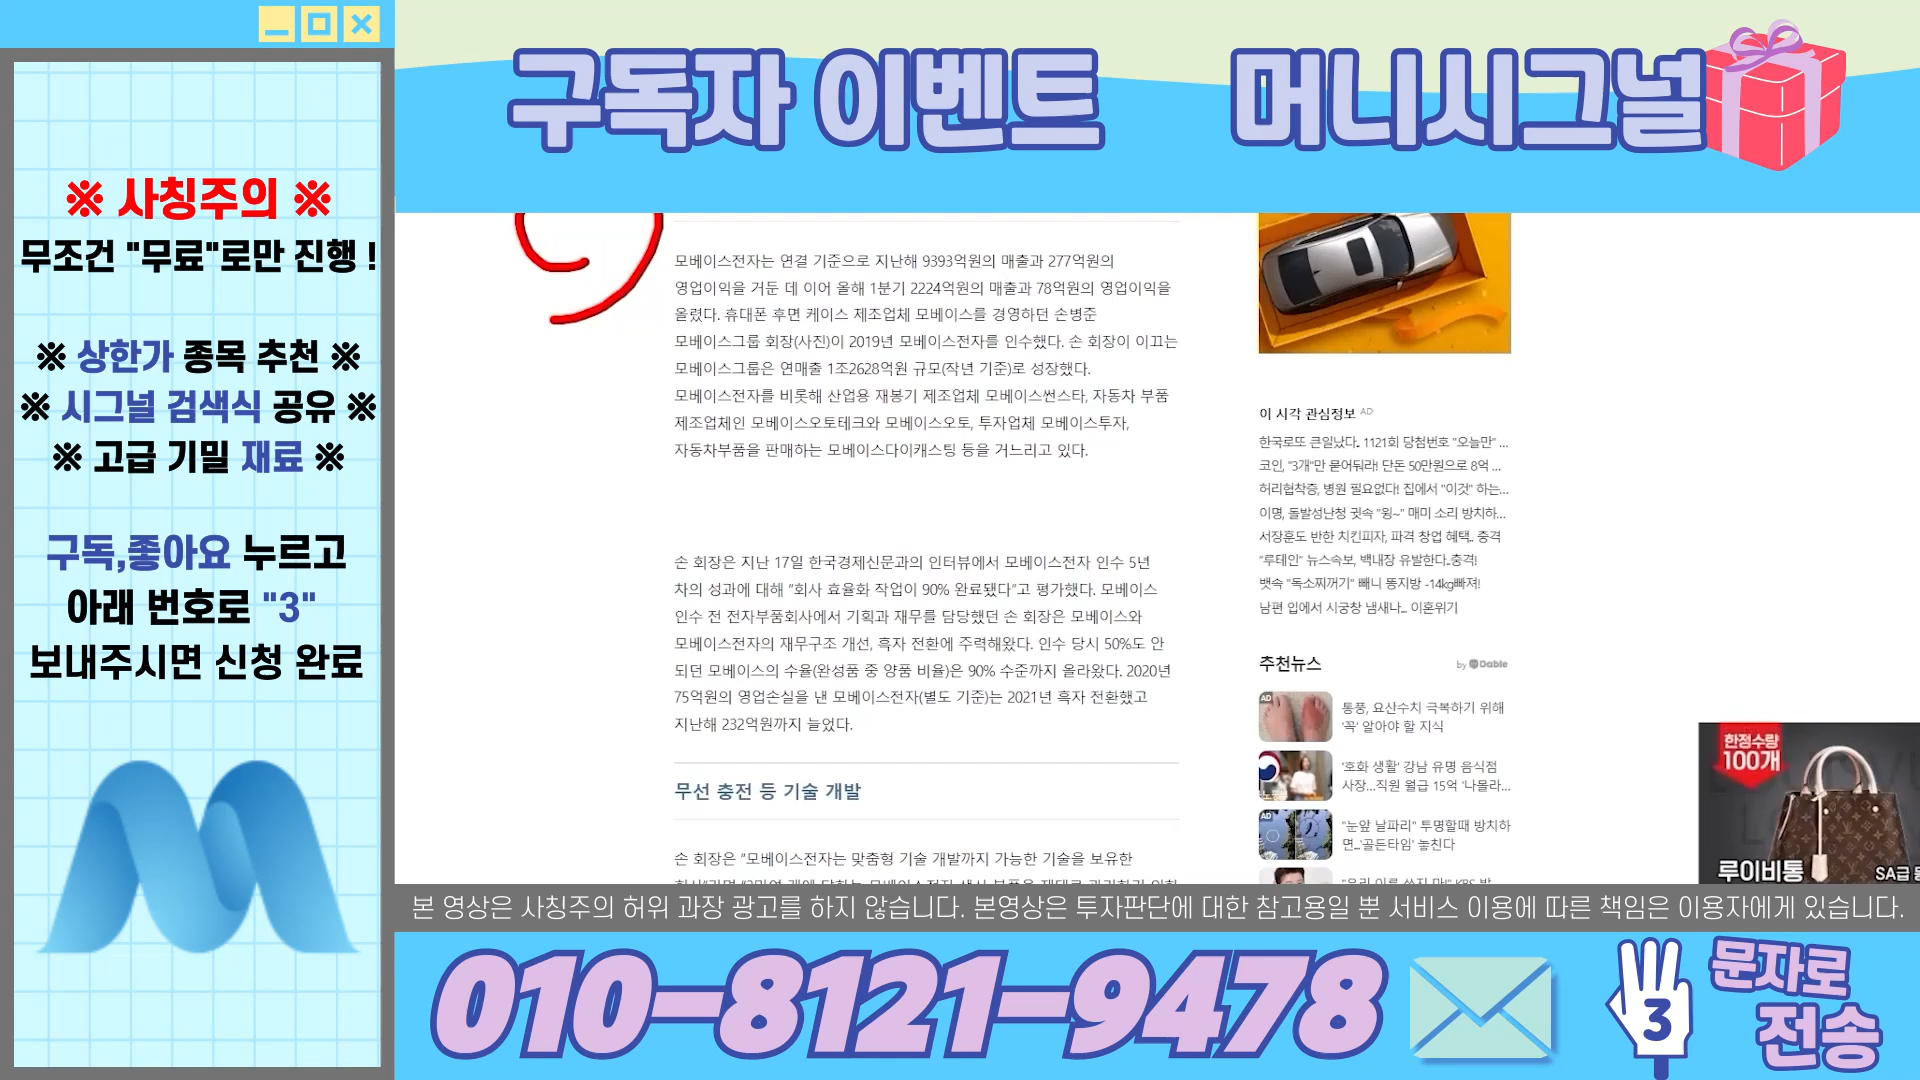 구독자 이벤트 머니시그널
※ 사칭주의 ※
무조건 "무료"로만 진행 !
※ 상한가 종목 추천 ※
※ 시그널 검색식 공유 ※
※ 고급 기밀 재료 ※
구독,좋아요 누르고
아래 번호로 "3"
보내주시면 신청 완료
모베이스전자는 연결 기준으로 지난해 9393억원의 매출과 277억원의
영업이익을 거둔 데 이어 올해 1분기 2224억원의 매출과 78억원의 영업이익을
올렸다. 휴대폰 후면 케이스 제조업체 모베이스를 경영하던 손병준
모베이스그룹 회장(사진)이 2019년 모베이스전자를 인수했다. 손 회장이 이끄는
모베이스그룹은 연매출 1조2628억원 규모(작년 기준)로 성장했다.
모베이스전자를 비롯해 산업용 재봉기 제조업체 모베이스썬스타, 자동차 부품
제조업체인 모베이스오토테크와 모베이스오토, 투자업체 모베이스투자,
자동차부품을 판매하는 모베이스다이캐스팅 등을 거느리고 있다.
손 회장은 지난 17일 한국경제신문과의 인터뷰에서 모베이스전자 인수 5년
차의 성과에 대해 "회사 효율화 작업이 90% 완료됐다"고 평가했다. 모베이스
인수 전 전자부품회사에서 기획과 재무를 담당했던 손 회장은 모베이스와
모베이스전자의 재무구조 개선, 흑자 전환에 주력해왔다. 인수 당시 50%도 안
되던 모베이스의 수율(완성품 중 양품 비율)은 90% 수준까지 올라왔다. 2020년
75억원의 영업손실을 낸 모베이스전자(별도 기준)는 2021년 흑자 전환했고
지난해 232억원까지 늘었다.
무선 충전 등 기술 개발
손 회장은 "모베이스전자는 맞춤형 기술 개발까지 가능한 기술을 보유한
이 시각 관심정보 AD
한국로또 큰일났다.. 1121회 당첨번호 "오늘만" ...
코인, "3개"만 묻어둬라! 단돈 50만원으로 8억 ...
허리협착증, 병원 필요없다! 집에서 "이것" 하는...
이명, 돌발성난청 귓속 "윙~" 매미 소리 방치하...
서장훈도 반한 치킨피자, 파격 창업 혜택.. 충격
"루테인" 뉴스속보, 백내장 유발한다..충격!
뱃속 "독소찌꺼기" 빼니 똥지방 -14kg빠져!
남편 입에서 시궁창 냄새나... 이혼위기
추천뉴스 by Dable
AD
통풍, 요산수치 극복하기 위해
'꼭' 알아야 할 지식
'호화 생활' 강남 유명 음식점
사장...직원 월급 15억 '나몰라...
AD
"눈앞 날파리" 투명할때 방치하
면...'골든타임' 놓친다
한정수량
100개
루이비통 SA급
본 영상은 사칭주의 허위 과장 광고를 하지 않습니다. 본영상은 투자판단에 대한 참고용일 뿐 서비스 이용에 따른 책임은 이용자에게 있습니다.
010-8121-9478
3
문자로
전송